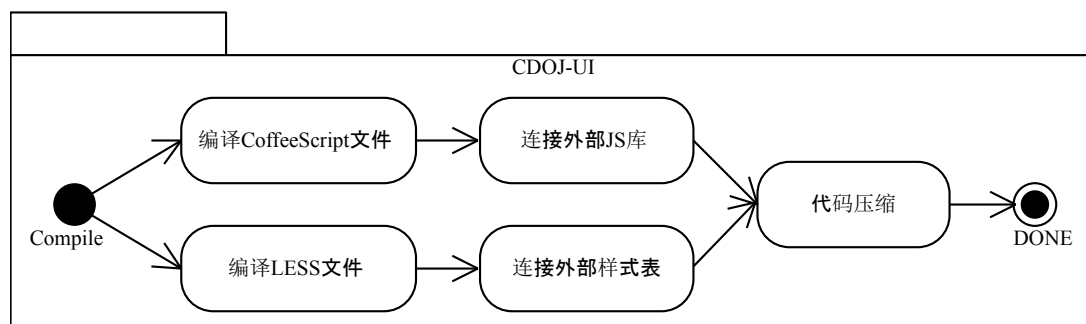 CDOJ-UI
编译CoffeeScript文件
连接外部JS库
代码压缩
Compile
DONE
编译LESS文件
连接外部样式表